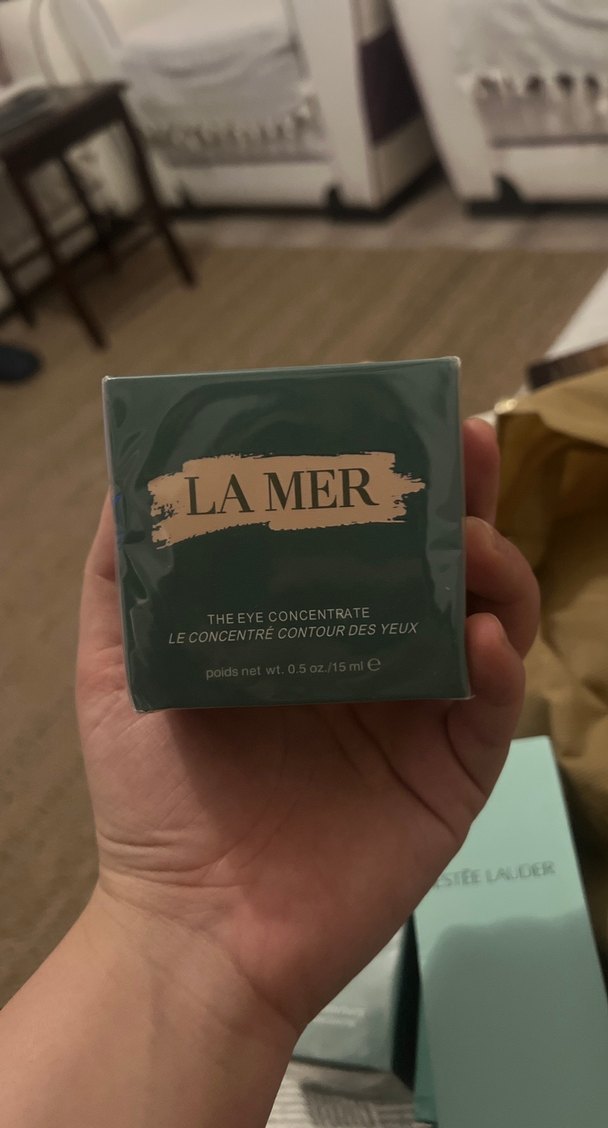 LA MER
THE EYE CONCENTRATE
LE CONCENTRÉ CONTOUR DES YEUX
poids net wt. 0.5 oz./15 ml ℮
ESTÉE LAUDER